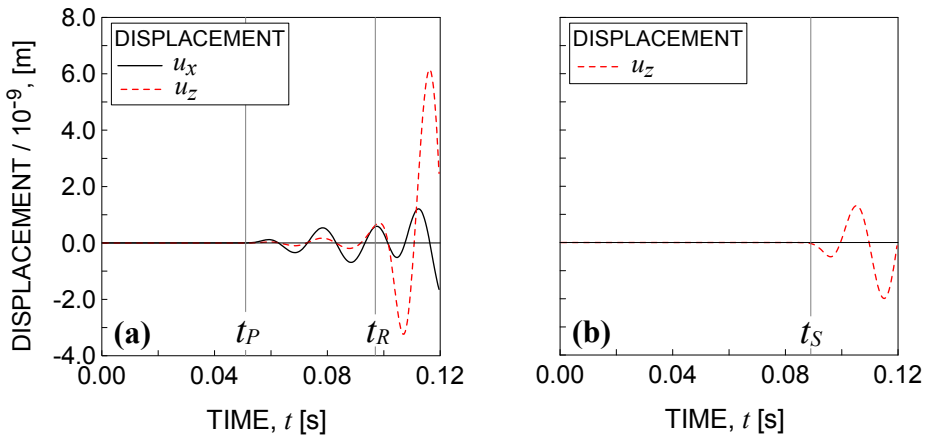 DISPLACEMENT / 10⁻⁹, [m]
8.0
6.0
4.0
2.0
0.0
-2.0
-4.0
DISPLACEMENT
uₓ
u_z
(a)
t_P
t_R
0.00
0.04
0.08
0.12
TIME, t [s]
DISPLACEMENT
u_z
(b)
t_S
0.00
0.04
0.08
0.12
TIME, t [s]